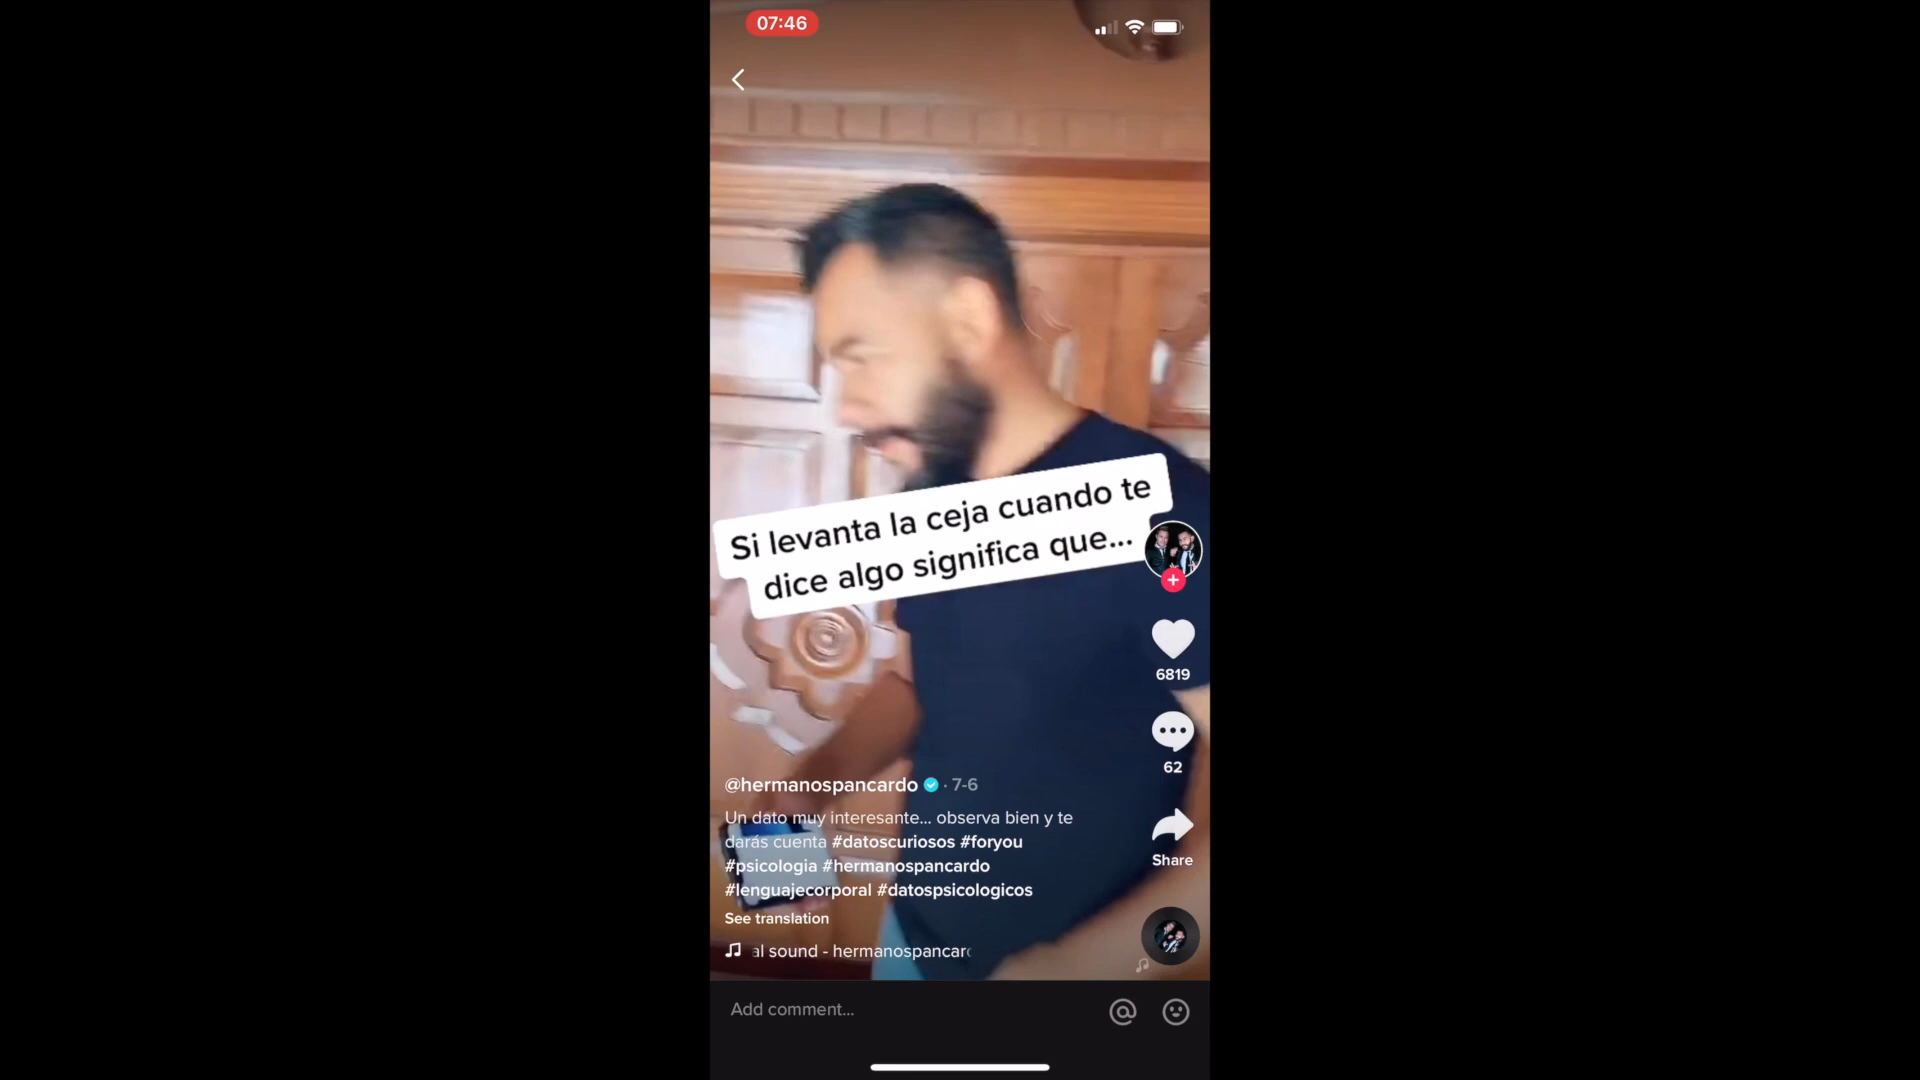 07:46
Si levanta la ceja cuando te
dice algo significa que...
6819
62
@hermanospancardo · 7-6
Un dato muy interesante... observa bien y te
darás cuenta #datoscuriosos #foryou
#psicologia #hermanospancardo
#lenguajecorporal #datospsicologicos
Share
See translation
al sound - hermanospancard
Add comment...